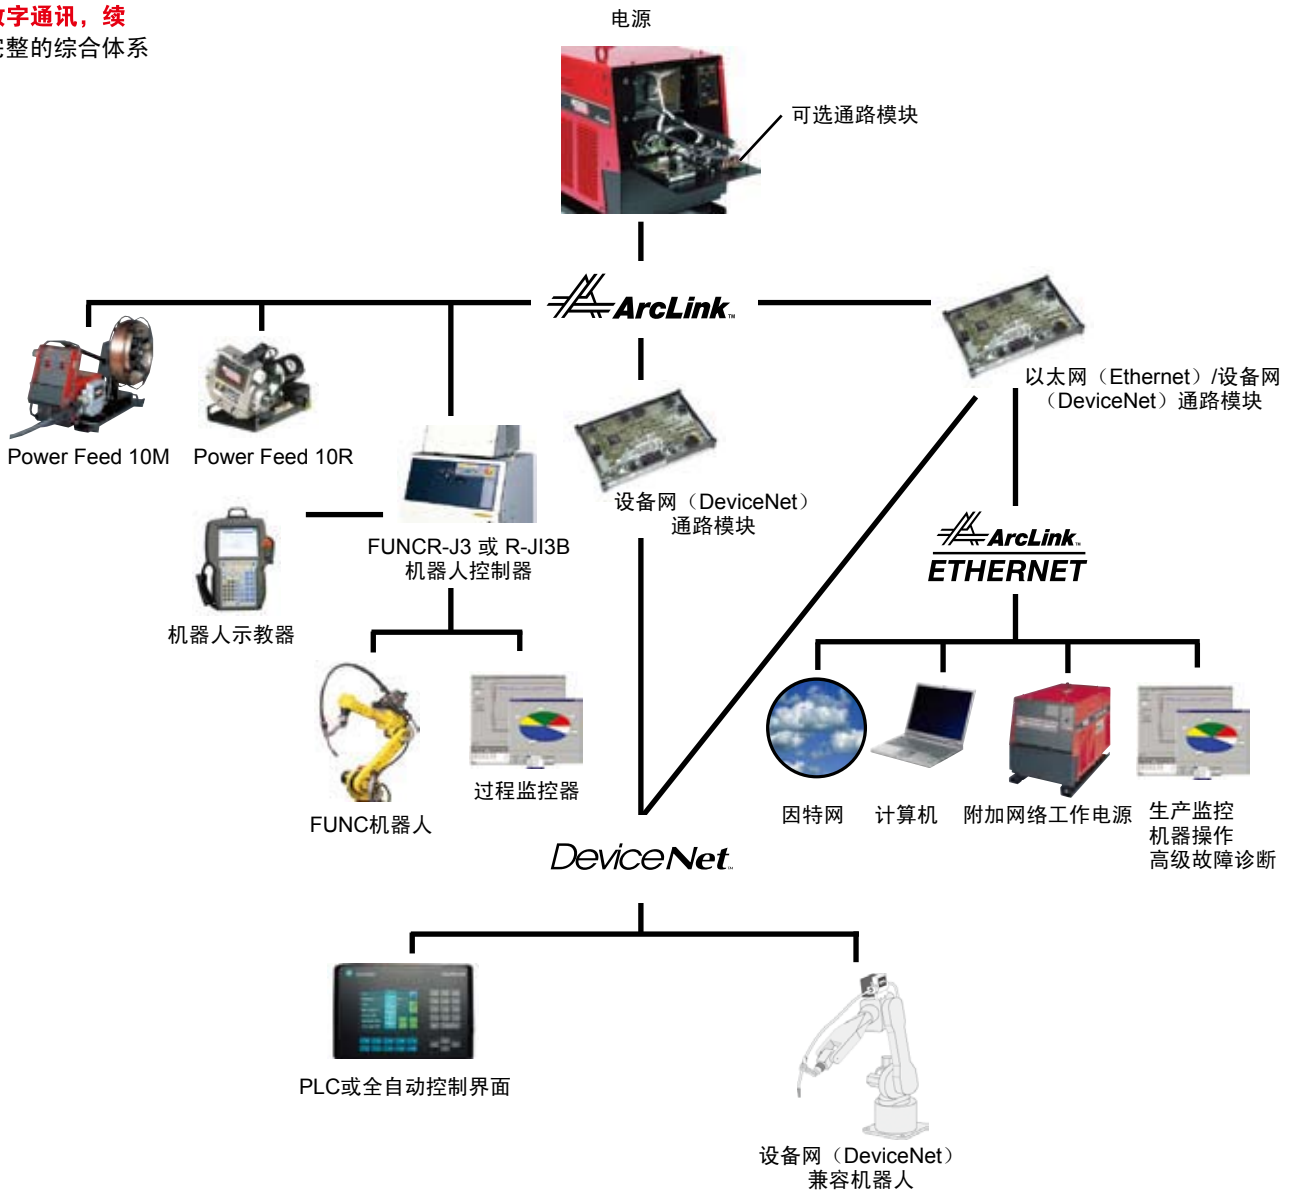 数字通讯，续
完整的综合体系
电源
可选通路模块
ArcLink™
以太网（Ethernet）/设备网
（DeviceNet）通路模块
Power Feed 10M
Power Feed 10R
设备网（DeviceNet）
通路模块
FUNCR-J3 或 R-JI3B
机器人控制器
ArcLink™
ETHERNET
机器人示教器
FUNC机器人
过程监控器
因特网
计算机
附加网络工作电源
生产监控
机器操作
高级故障诊断
DeviceNet™
PLC或全自动控制界面
设备网（DeviceNet）
兼容机器人